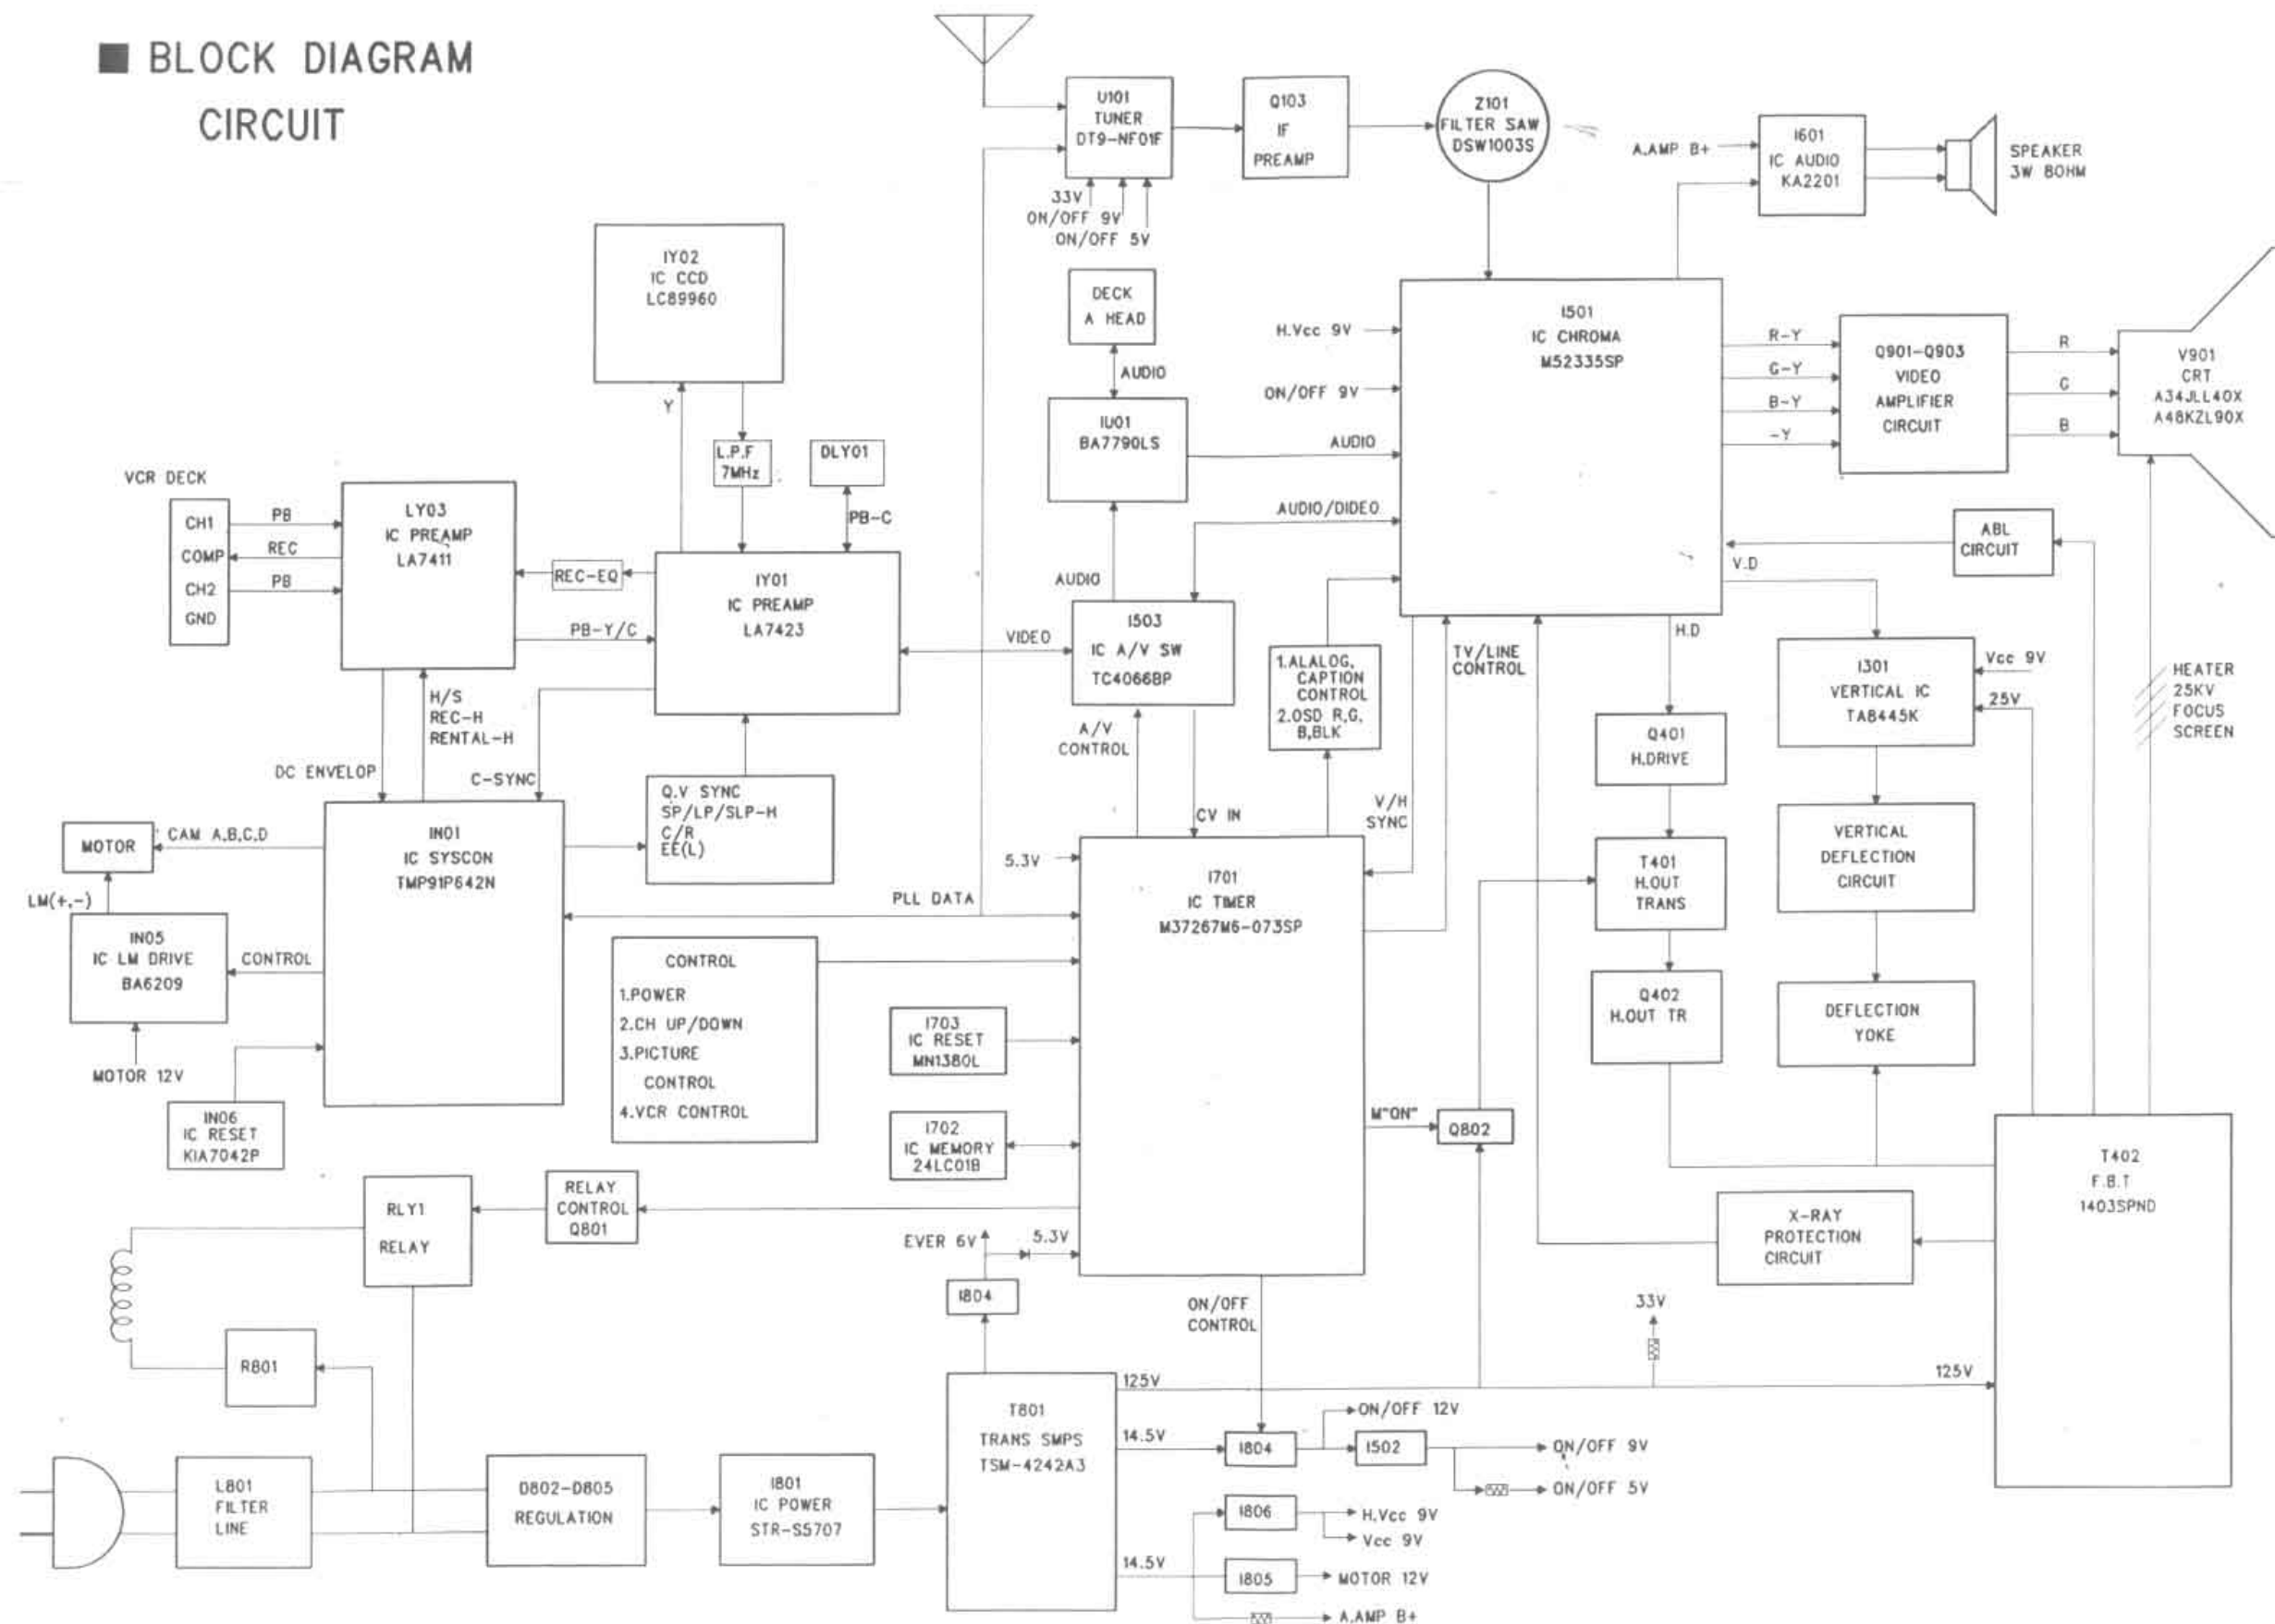 ■ BLOCK DIAGRAM
CIRCUIT
U101
TUNER
DT9-NF01F
33V
ON/OFF 9V
ON/OFF 5V
Q103
IF
PREAMP
Z101
FILTER SAW
DSW1003S
A.AMP B+
I601
IC AUDIO
KA2201
SPEAKER
3W 8OHM
IY02
IC CCD
LC89960
Y
L.P.F
7MHz
DLY01
PB-C
DECK
A HEAD
AUDIO
IU01
BA7790LS
AUDIO
AUDIO/DIDEO
AUDIO
H.Vcc 9V
ON/OFF 9V
I501
IC CHROMA
M52335SP
R-Y
G-Y
B-Y
-Y
Q901-Q903
VIDEO
AMPLIFIER
CIRCUIT
R
G
B
V901
CRT
A34JLL40X
A48KZL90X
VCR DECK
CH1
COMP
CH2
GND
PB
REC
PB
LY03
IC PREAMP
LA7411
REC-EQ
PB-Y/C
IY01
IC PREAMP
LA7423
VIDEO
I503
IC A/V SW
TC4066BP
A/V
CONTROL
CV IN
1.ALALOG,
CAPTION
CONTROL
2.OSD R,G,
B,BLK
TV/LINE
CONTROL
V/H
SYNC
H.D
V.D
ABL
CIRCUIT
I301
VERTICAL IC
TA8445K
Vcc 9V
25V
HEATER
25KV
FOCUS
SCREEN
Q401
H.DRIVE
T401
H.OUT
TRANS
Q402
H.OUT TR
VERTICAL
DEFLECTION
CIRCUIT
DEFLECTION
YOKE
H/S
REC-H
RENTAL-H
DC ENVELOP
C-SYNC
Q.V SYNC
SP/LP/SLP-H
C/R
EE(L)
MOTOR
CAM A,B,C,D
LM(+,-)
IN05
IC LM DRIVE
BA6209
CONTROL
MOTOR 12V
IN01
IC SYSCON
TMP91P642N
IN06
IC RESET
KIA7042P
PLL DATA
5.3V
I701
IC TIMER
M37267M6-073SP
CONTROL
1.POWER
2.CH UP/DOWN
3.PICTURE
CONTROL
4.VCR CONTROL
I703
IC RESET
MN1380L
I702
IC MEMORY
24LC01B
M"ON"
Q802
RLY1
RELAY
RELAY
CONTROL
Q801
EVER 6V
5.3V
I804
ON/OFF
CONTROL
X-RAY
PROTECTION
CIRCUIT
T402
F.B.T
1403SPND
33V
125V
125V
R801
L801
FILTER
LINE
D802-D805
REGULATION
I801
IC POWER
STR-S5707
T801
TRANS SMPS
TSM-4242A3
14.5V
I804
ON/OFF 12V
I502
ON/OFF 9V
ON/OFF 5V
I806
H.Vcc 9V
Vcc 9V
14.5V
I805
MOTOR 12V
A.AMP B+